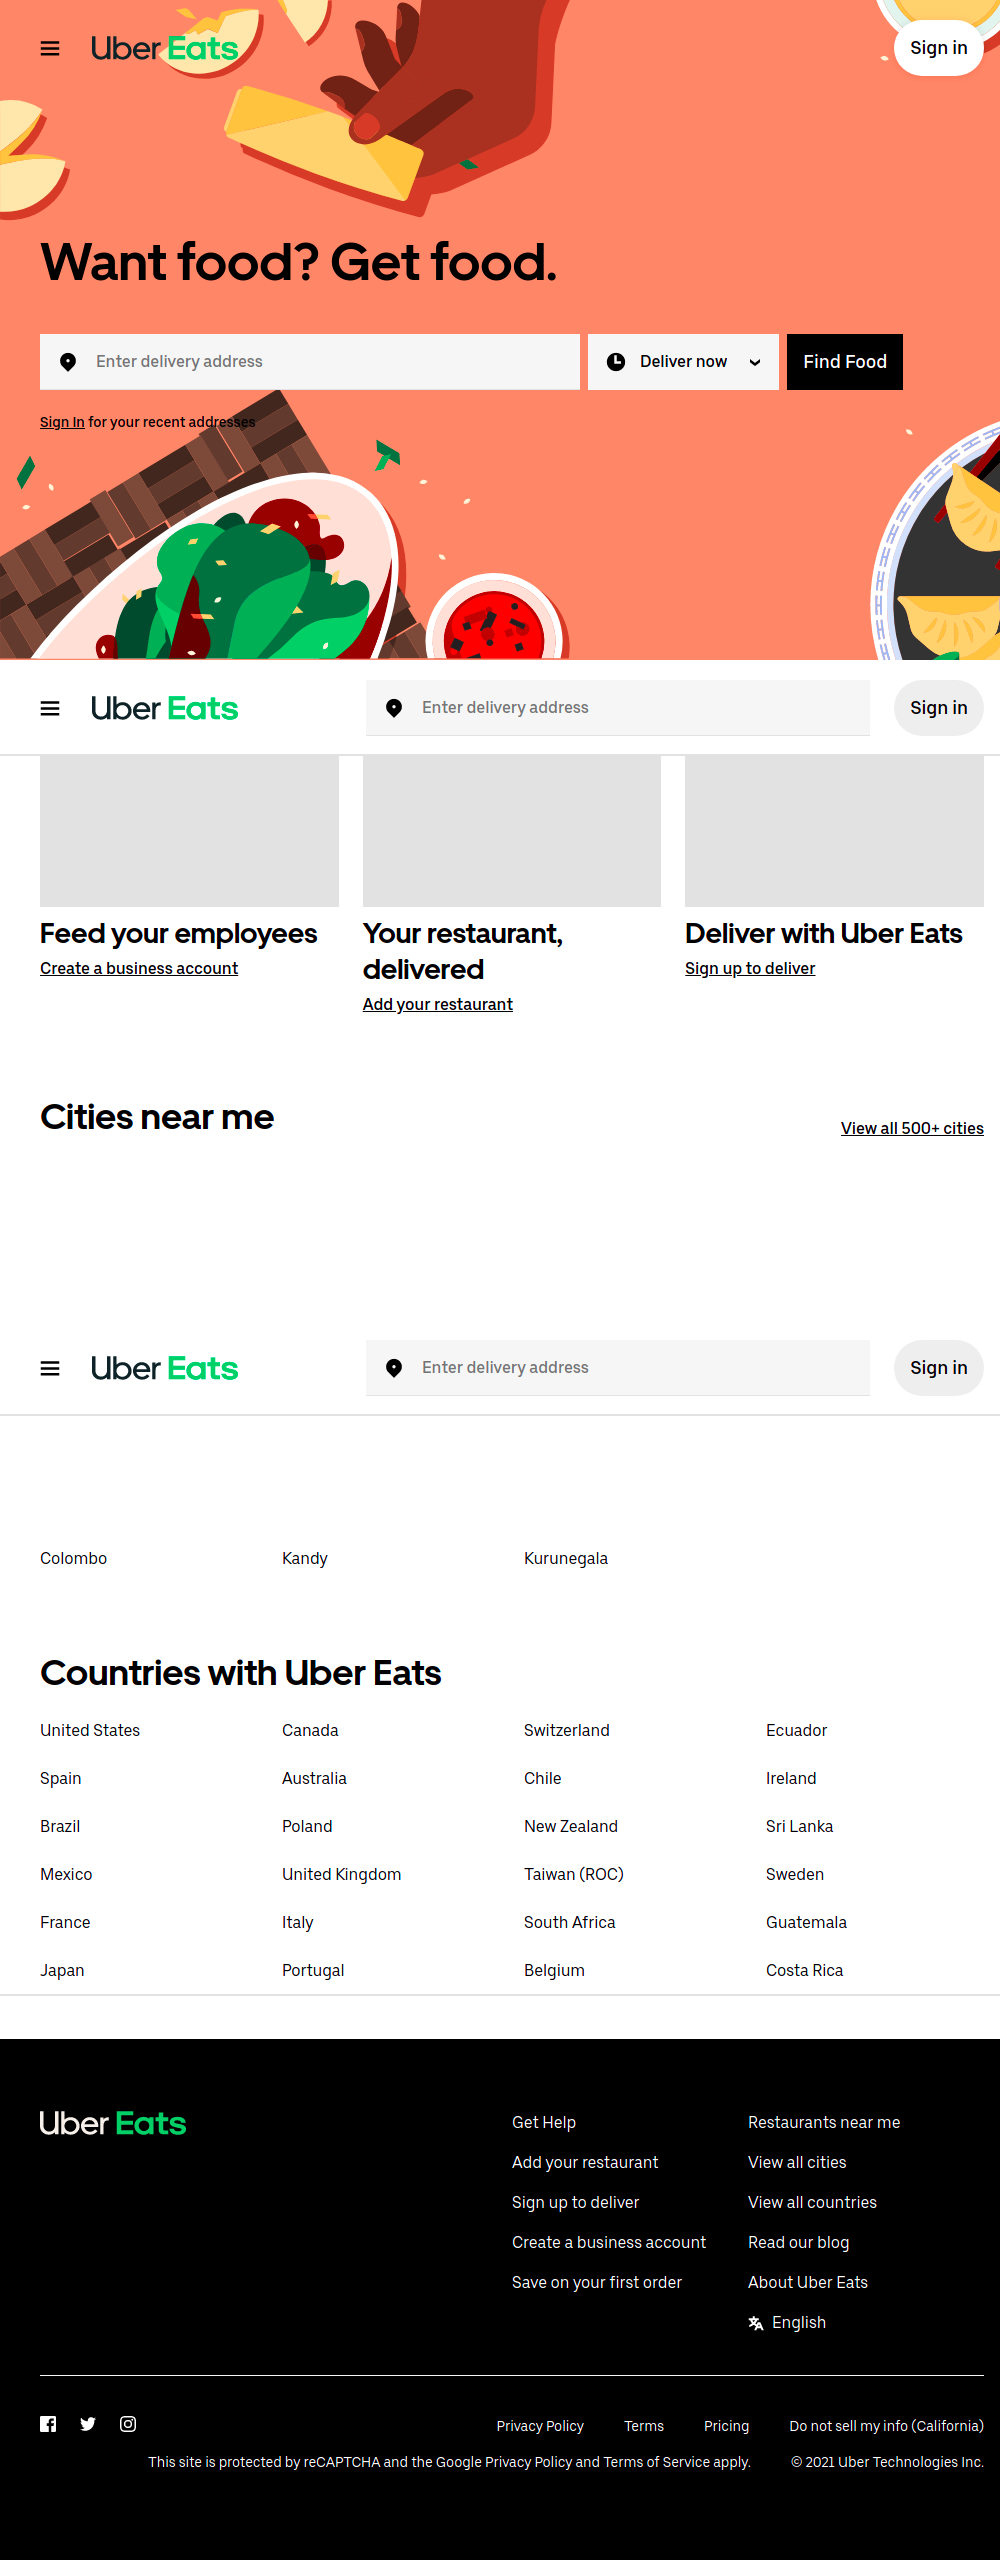 Uber Eats
Sign in
Want food? Get food.
Enter delivery address
Deliver now
Find Food
Sign In for your recent addresses
Uber Eats
Enter delivery address
Sign in
Feed your employees
Create a business account
Your restaurant,
delivered
Add your restaurant
Deliver with Uber Eats
Sign up to deliver
Cities near me
View all 500+ cities
Uber Eats
Enter delivery address
Sign in
Colombo
Kandy
Kurunegala
Countries with Uber Eats
United States
Canada
Switzerland
Ecuador
Spain
Australia
Chile
Ireland
Brazil
Poland
New Zealand
Sri Lanka
Mexico
United Kingdom
Taiwan (ROC)
Sweden
France
Italy
South Africa
Guatemala
Japan
Portugal
Belgium
Costa Rica
Uber Eats
Get Help
Add your restaurant
Sign up to deliver
Create a business account
Save on your first order
Restaurants near me
View all cities
View all countries
Read our blog
About Uber Eats
English
Privacy Policy
Terms
Pricing
Do not sell my info (California)
This site is protected by reCAPTCHA and the Google Privacy Policy and Terms of Service apply.
© 2021 Uber Technologies Inc.